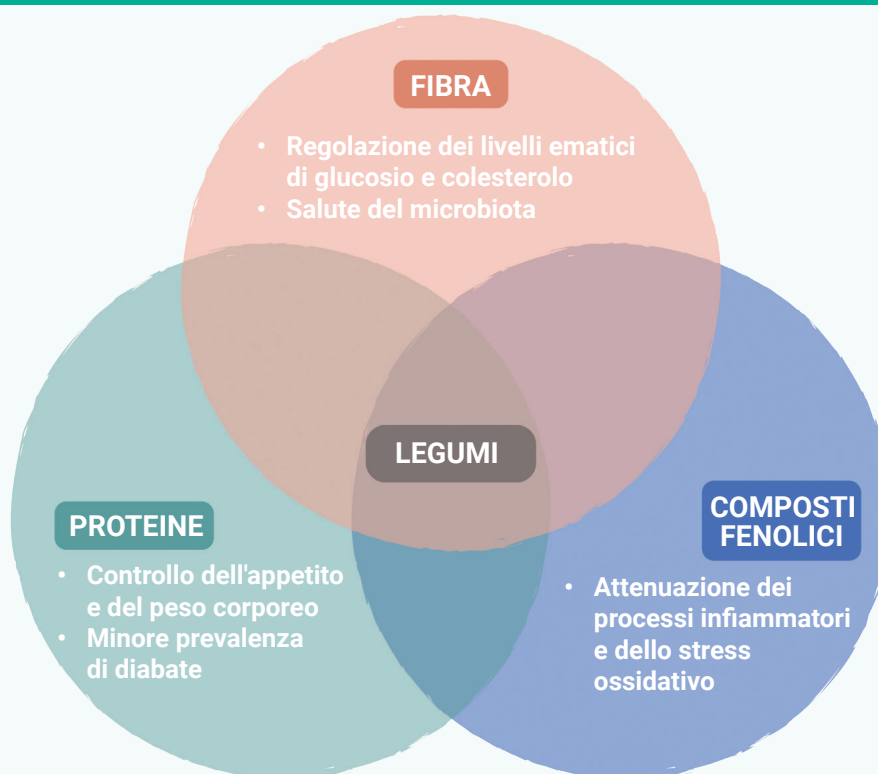 FIBRA
• Regolazione dei livelli ematici
di glucosio e colesterolo
• Salute del microbiota
LEGUMI
PROTEINE
• Controllo dell'appetito
e del peso corporeo
• Minore prevalenza
di diabate
COMPOSTI
FENOLICI
• Attenuazione dei
processi infiammatori
e dello stress
ossidativo